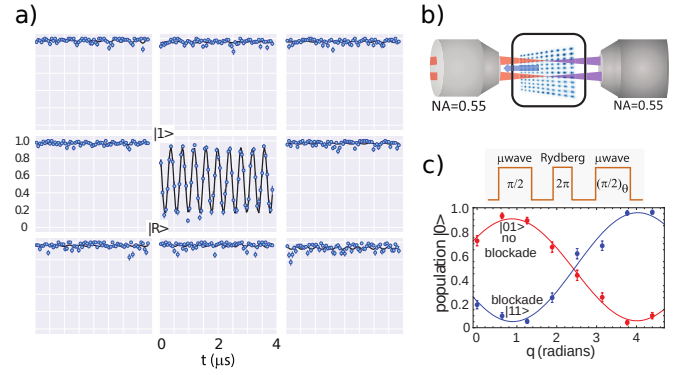 a)
|1>
1.0
0.8
0.6
0.4
0.2
0
|R>
0 2 4
t (μs)
b)
NA=0.55
NA=0.55
c)
μwave Rydberg μwave
π/2 2π (π/2)θ
1.0
0.8
0.6
0.4
0.2
0
population |0>
|01>
no
blockade
blockade
|11>
0 1 2 3 4
q (radians)